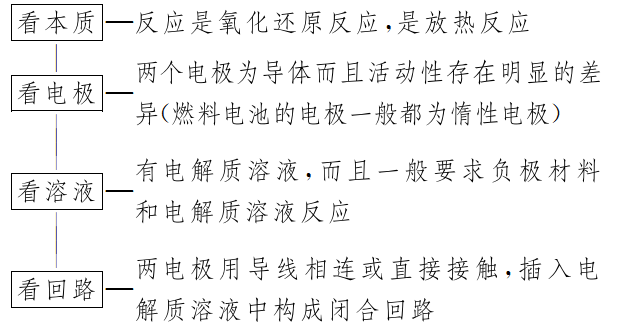 看本质 反应是氧化还原反应,是放热反应
看电极 两个电极为导体而且活动性存在明显的差
异(燃料电池的电极一般都为惰性电极)
看溶液 有电解质溶液,而且一般要求负极材料
和电解质溶液反应
看回路 两电极用导线相连或直接接触,插入电
解质溶液中构成闭合回路